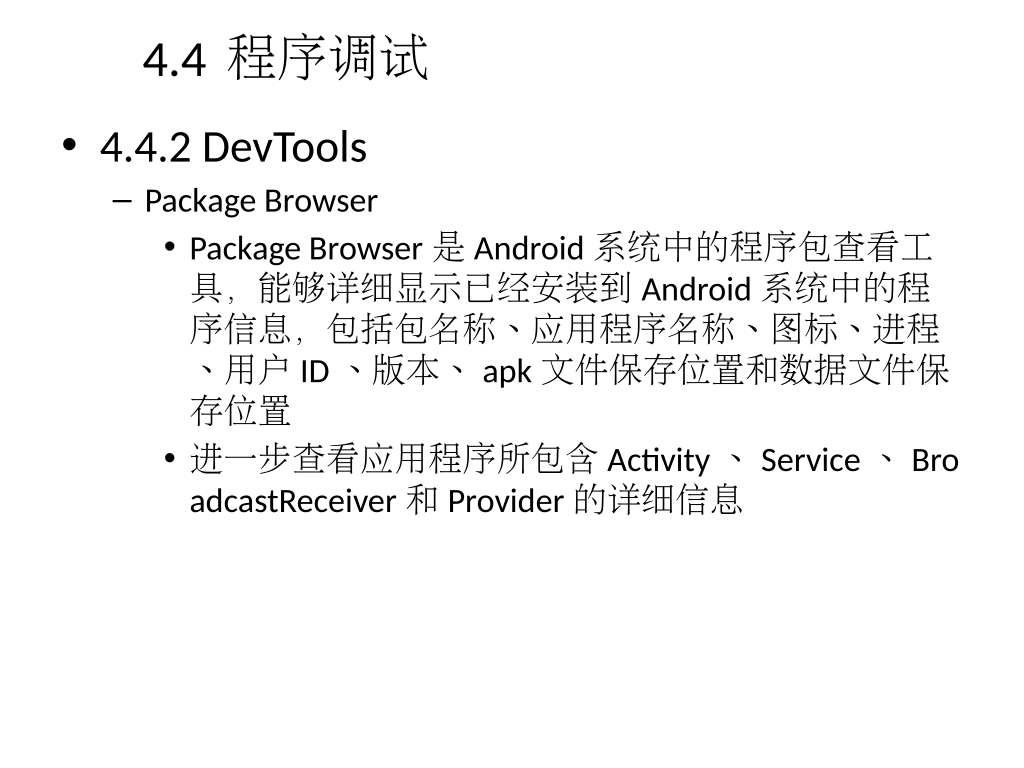 4.4 程序调试
• 4.4.2 DevTools
– Package Browser
• Package Browser 是 Android 系统中的程序包查看工
具，能够详细显示已经安装到 Android 系统中的程
序信息，包括包名称、应用程序名称、图标、进程
、用户 ID 、版本、 apk 文件保存位置和数据文件保
存位置
• 进一步查看应用程序所包含 Activity 、 Service 、 Bro
adcastReceiver 和 Provider 的详细信息